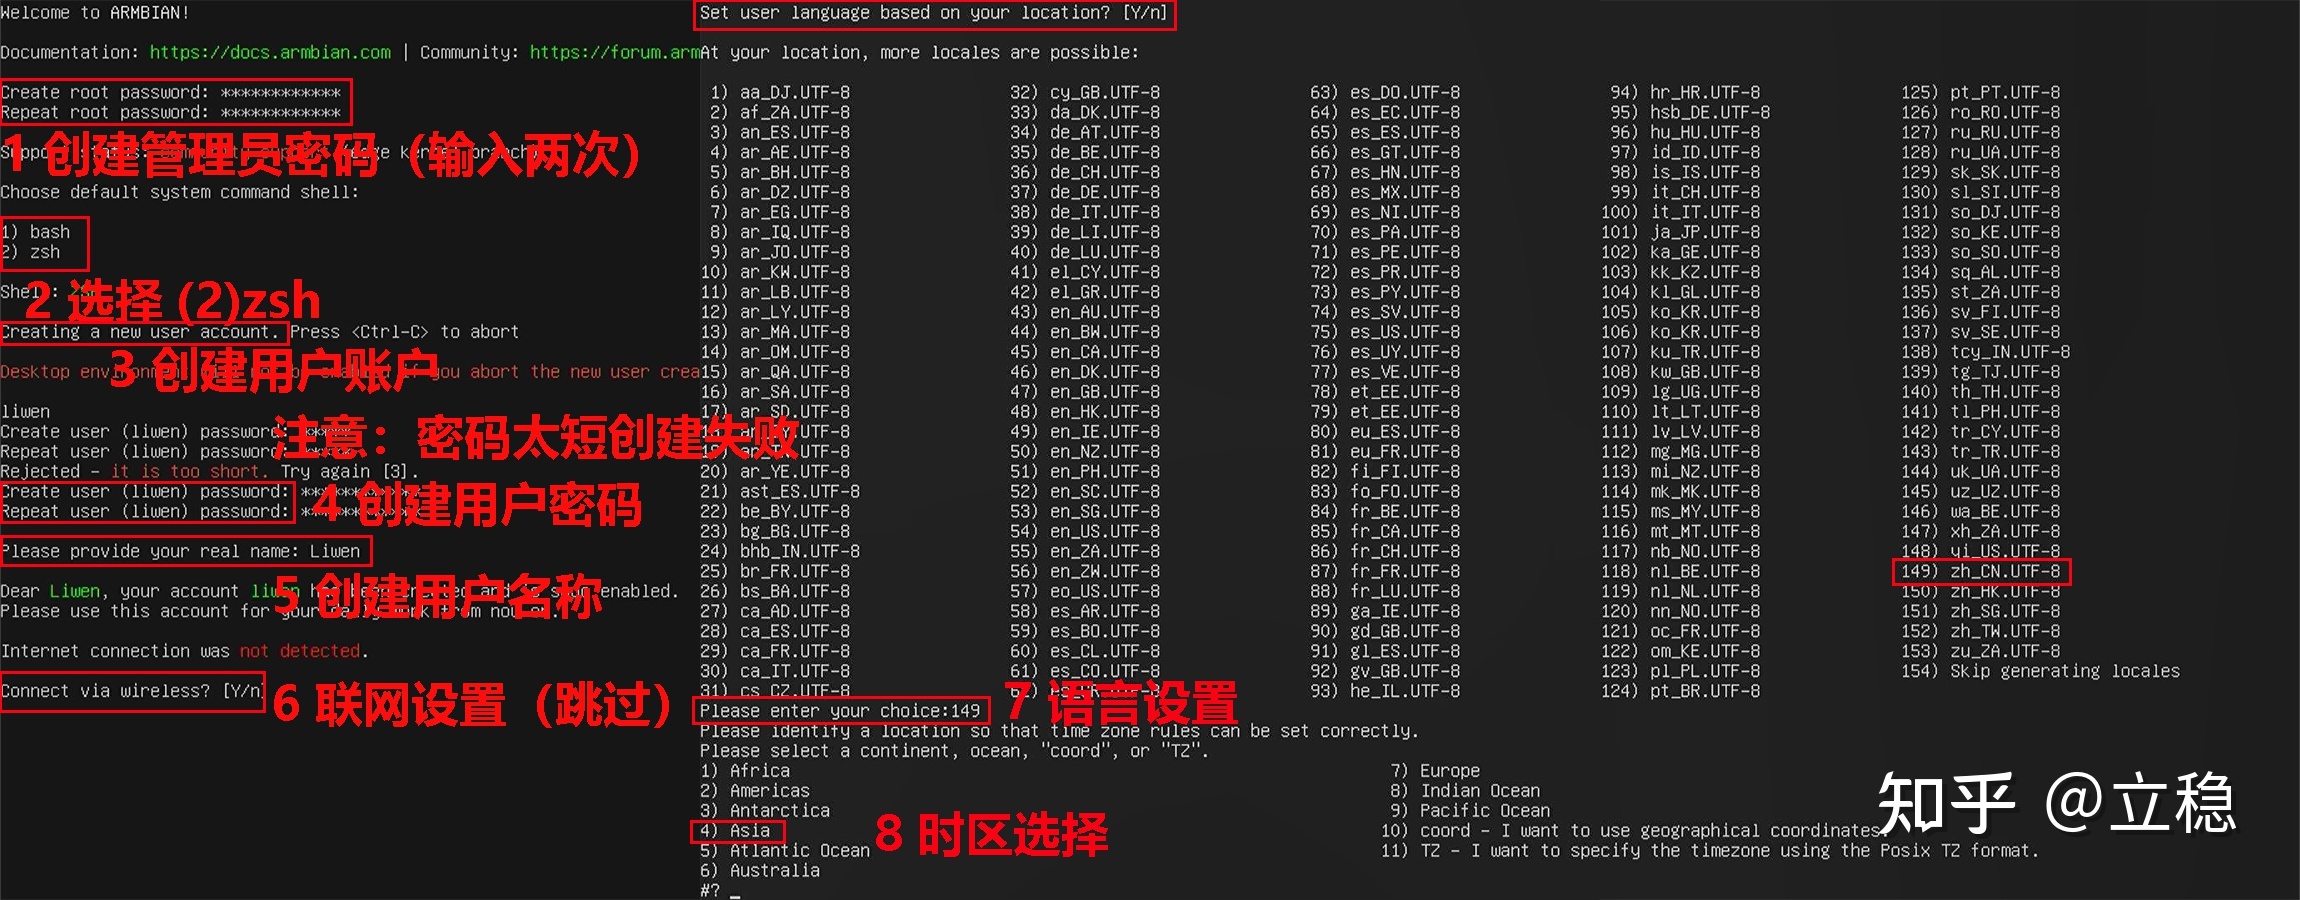 Welcome to ARMBIAN!
Documentation: https://docs.armbian.com | Community: https://forum.arm
Create root password: ************
Repeat root password: ************
1 创建管理员密码（输入两次）
Choose default system command shell:
1) bash
2) zsh
2 选择 (2)zsh
Creating a new user account. Press <Ctrl-C> to abort
3 创建用户账户
Desktop you abort the new user crea
liwen
Create user (liwen) password:
注意：密码太短创建失败
Repeat user (liwen) password:
Rejected - it is too short. Try again [3].
Create user (liwen) password:
Repeat user (liwen) password:
4 创建用户密码
Please provide your real name: Liwen
Dear Liwen, your account enabled.
5 创建用户名称
Please use this account for
Internet connection was not detected.
Connect via wireless? [Y/n]
6 联网设置（跳过）
Set user language based on your location? [Y/n]
At your location, more locales are possible:
1) aa_DJ.UTF-8 32) cy_GB.UTF-8 63) es_DO.UTF-8 94) hr_HR.UTF-8 125) pt_PT.UTF-8
2) af_ZA.UTF-8 33) da_DK.UTF-8 64) es_EC.UTF-8 95) hsb_DE.UTF-8 126) ro_RO.UTF-8
3) an_ES.UTF-8 34) de_AT.UTF-8 65) es_ES.UTF-8 96) hu_HU.UTF-8 127) ru_RU.UTF-8
4) ar_AE.UTF-8 35) de_BE.UTF-8 66) es_GT.UTF-8 97) id_ID.UTF-8 128) ru_UA.UTF-8
5) ar_BH.UTF-8 36) de_CH.UTF-8 67) es_HN.UTF-8 98) is_IS.UTF-8 129) sk_SK.UTF-8
6) ar_DZ.UTF-8 37) de_DE.UTF-8 68) es_MX.UTF-8 99) it_CH.UTF-8 130) sl_SI.UTF-8
7) ar_EG.UTF-8 38) de_IT.UTF-8 69) es_NI.UTF-8 100) it_IT.UTF-8 131) so_DJ.UTF-8
8) ar_IQ.UTF-8 39) de_LI.UTF-8 70) es_PA.UTF-8 101) ja_JP.UTF-8 132) so_KE.UTF-8
9) ar_JO.UTF-8 40) de_LU.UTF-8 71) es_PE.UTF-8 102) ka_GE.UTF-8 133) so_SO.UTF-8
10) ar_KW.UTF-8 41) el_CY.UTF-8 72) es_PR.UTF-8 103) kk_KZ.UTF-8 134) sq_AL.UTF-8
11) ar_LB.UTF-8 42) el_GR.UTF-8 73) es_PY.UTF-8 104) kl_GL.UTF-8 135) st_ZA.UTF-8
12) ar_LY.UTF-8 43) en_AU.UTF-8 74) es_SV.UTF-8 105) ko_KR.UTF-8 136) sv_FI.UTF-8
13) ar_MA.UTF-8 44) en_BW.UTF-8 75) es_US.UTF-8 106) ko_KR.UTF-8 137) sv_SE.UTF-8
14) ar_OM.UTF-8 45) en_CA.UTF-8 76) es_UY.UTF-8 107) ku_TR.UTF-8 138) tcy_IN.UTF-8
15) ar_QA.UTF-8 46) en_DK.UTF-8 77) es_VE.UTF-8 108) kw_GB.UTF-8 139) tg_TJ.UTF-8
16) ar_SA.UTF-8 47) en_GB.UTF-8 78) et_EE.UTF-8 109) lg_UG.UTF-8 140) th_TH.UTF-8
17) ar_SD.UTF-8 48) en_HK.UTF-8 79) et_EE.UTF-8 110) lt_LT.UTF-8 141) tl_PH.UTF-8
49) en_IE.UTF-8 80) eu_ES.UTF-8 111) lv_LV.UTF-8 142) tr_CY.UTF-8
50) en_NZ.UTF-8 81) eu_FR.UTF-8 112) mg_MG.UTF-8 143) tr_TR.UTF-8
20) ar_YE.UTF-8 51) en_PH.UTF-8 82) fi_FI.UTF-8 113) mi_NZ.UTF-8 144) uk_UA.UTF-8
21) ast_ES.UTF-8 52) en_SC.UTF-8 83) fo_FO.UTF-8 114) mk_MK.UTF-8 145) uz_UZ.UTF-8
22) be_BY.UTF-8 53) en_SG.UTF-8 84) fr_BE.UTF-8 115) ms_MY.UTF-8 146) wa_BE.UTF-8
23) bg_BG.UTF-8 54) en_US.UTF-8 85) fr_CA.UTF-8 116) mt_MT.UTF-8 147) xh_ZA.UTF-8
24) bhb_IN.UTF-8 55) en_ZA.UTF-8 86) fr_CH.UTF-8 117) nb_NO.UTF-8 148) yi_US.UTF-8
25) br_FR.UTF-8 56) en_ZW.UTF-8 87) fr_FR.UTF-8 118) nl_BE.UTF-8 149) zh_CN.UTF-8
26) bs_BA.UTF-8 57) eo_US.UTF-8 88) fr_LU.UTF-8 119) nl_NL.UTF-8 150) zh_HK.UTF-8
27) ca_AD.UTF-8 58) es_AR.UTF-8 89) ga_IE.UTF-8 120) nn_NO.UTF-8 151) zh_SG.UTF-8
28) ca_ES.UTF-8 59) es_BO.UTF-8 90) gd_GB.UTF-8 121) oc_FR.UTF-8 152) zh_TW.UTF-8
29) ca_FR.UTF-8 60) es_CL.UTF-8 91) gl_ES.UTF-8 122) om_KE.UTF-8 153) zu_ZA.UTF-8
30) ca_IT.UTF-8 61) es_CO.UTF-8 92) gv_GB.UTF-8 123) pl_PL.UTF-8 154) Skip generating locales
31) cs_CZ.UTF-8 93) he_IL.UTF-8 124) pt_BR.UTF-8
Please enter your choice:149
7 语言设置
Please identify a location so that time zone rules can be set correctly.
Please select a continent, ocean, "coord", or "TZ".
1) Africa 7) Europe
2) Americas 8) Indian Ocean
3) Antarctica 9) Pacific Ocean
4) Asia 10) coord - I want to use geographical coordinates.
8 时区选择
5) Atlantic Ocean 11) TZ - I want to specify the timezone using the Posix TZ format.
6) Australia
#? _
知乎 @立稳